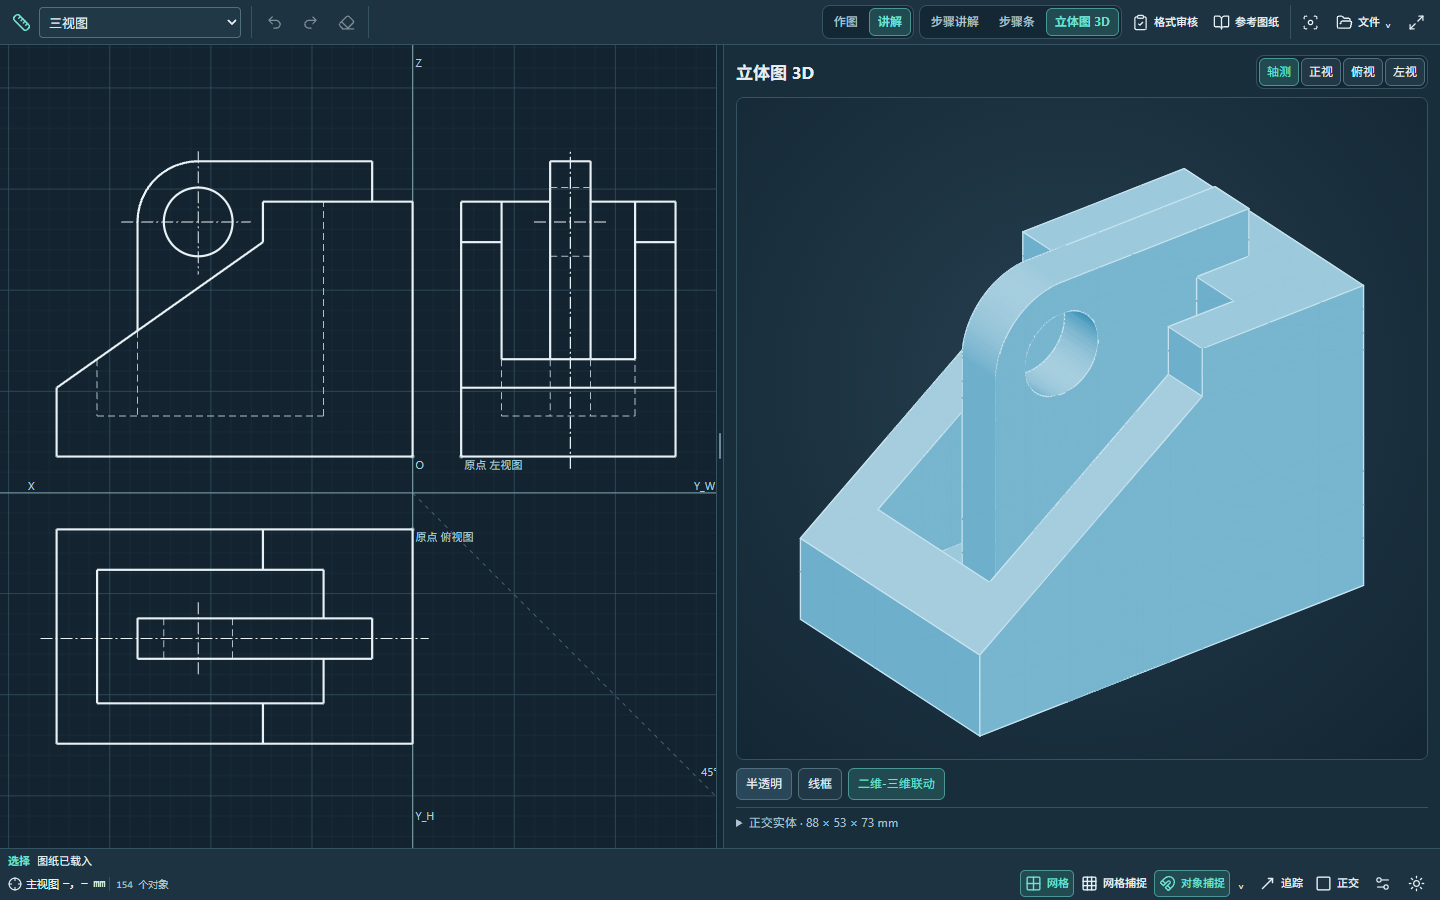 三视图
作图 讲解 步骤讲解 步骤条 立体图 3D 格式审核 参考图纸 文件
立体图 3D
轴测 正视 俯视 左视
Z
O
原点 左视图
X
Y_W
原点 俯视图
45°
Y_H
半透明 线框 二维-三维联动
正交实体 · 88 × 53 × 73 mm
选择 图纸已载入
主视图 —, — mm 154 个对象
网格 网格捕捉 对象捕捉 追踪 正交